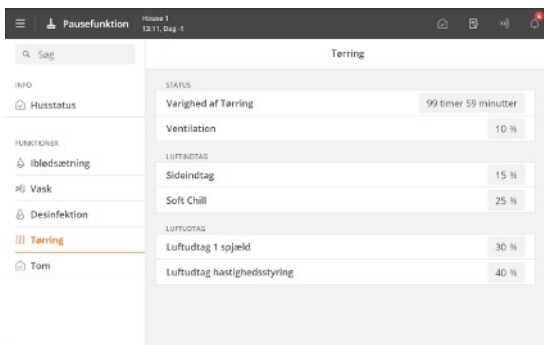 Pausefunktion
House 1
13:11, Dag -1
Søg
INFO
Husstatus
FUNKTIONER
Iblødsætning
Vask
Desinfektion
Tørring
Tom
Tørring
STATUS
Varighed af Tørring 99 timer 59 minutter
Ventilation 10 %
LUFTINDTAG
Sideindtag 15 %
Soft Chill 25 %
LUFTUDTAG
Luftudtag 1 spjæld 30 %
Luftudtag hastighedsstyring 40 %